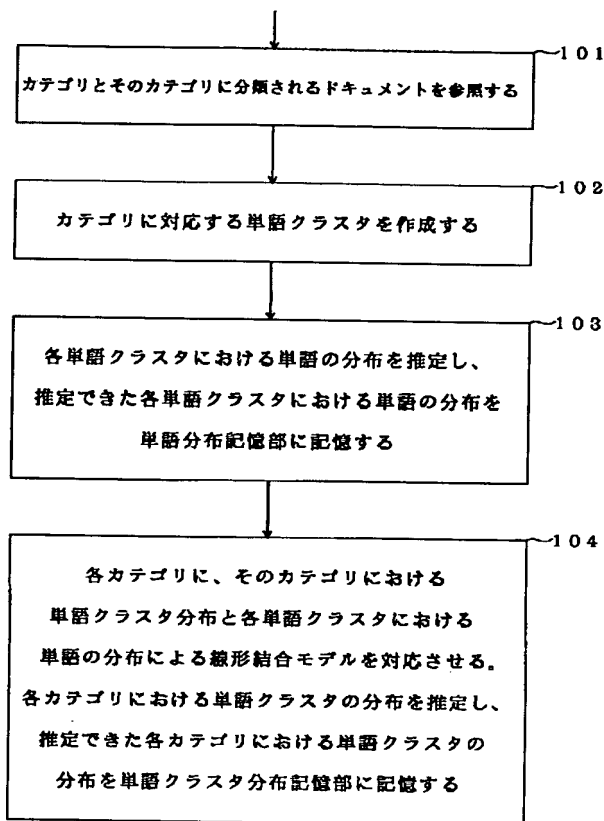 101
カテゴリとそのカテゴリに分類されるドキュメントを参照する
102
カテゴリに対応する単語クラスタを作成する
103
各単語クラスタにおける単語の分布を推定し、
推定できた各単語クラスタにおける単語の分布を
単語分布記憶部に記憶する
104
各カテゴリに、そのカテゴリにおける
単語クラスタ分布と各単語クラスタにおける
単語の分布による線形結合モデルを対応させる。
各カテゴリにおける単語クラスタの分布を推定し、
推定できた各カテゴリにおける単語クラスタの
分布を単語クラスタ分布記憶部に記憶する